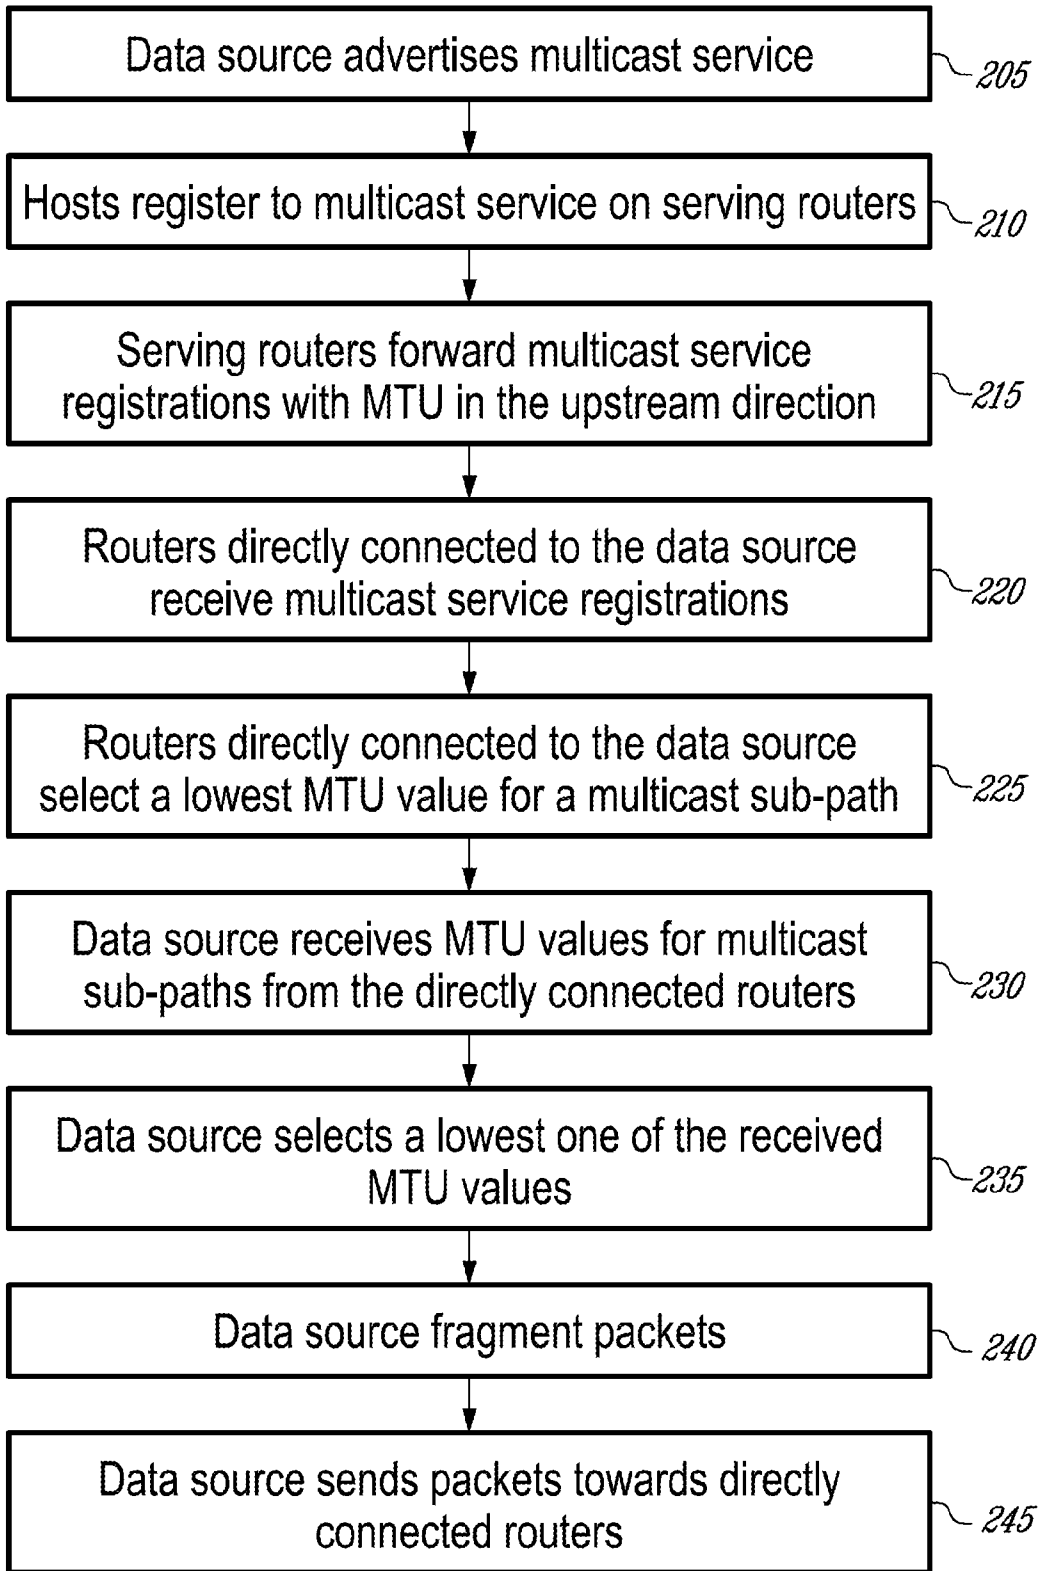 Data source advertises multicast service
205
Hosts register to multicast service on serving routers
210
Serving routers forward multicast service
registrations with MTU in the upstream direction
215
Routers directly connected to the data source
receive multicast service registrations
220
Routers directly connected to the data source
select a lowest MTU value for a multicast sub-path
225
Data source receives MTU values for multicast
sub-paths from the directly connected routers
230
Data source selects a lowest one of the received
MTU values
235
Data source fragment packets
240
Data source sends packets towards directly
connected routers
245